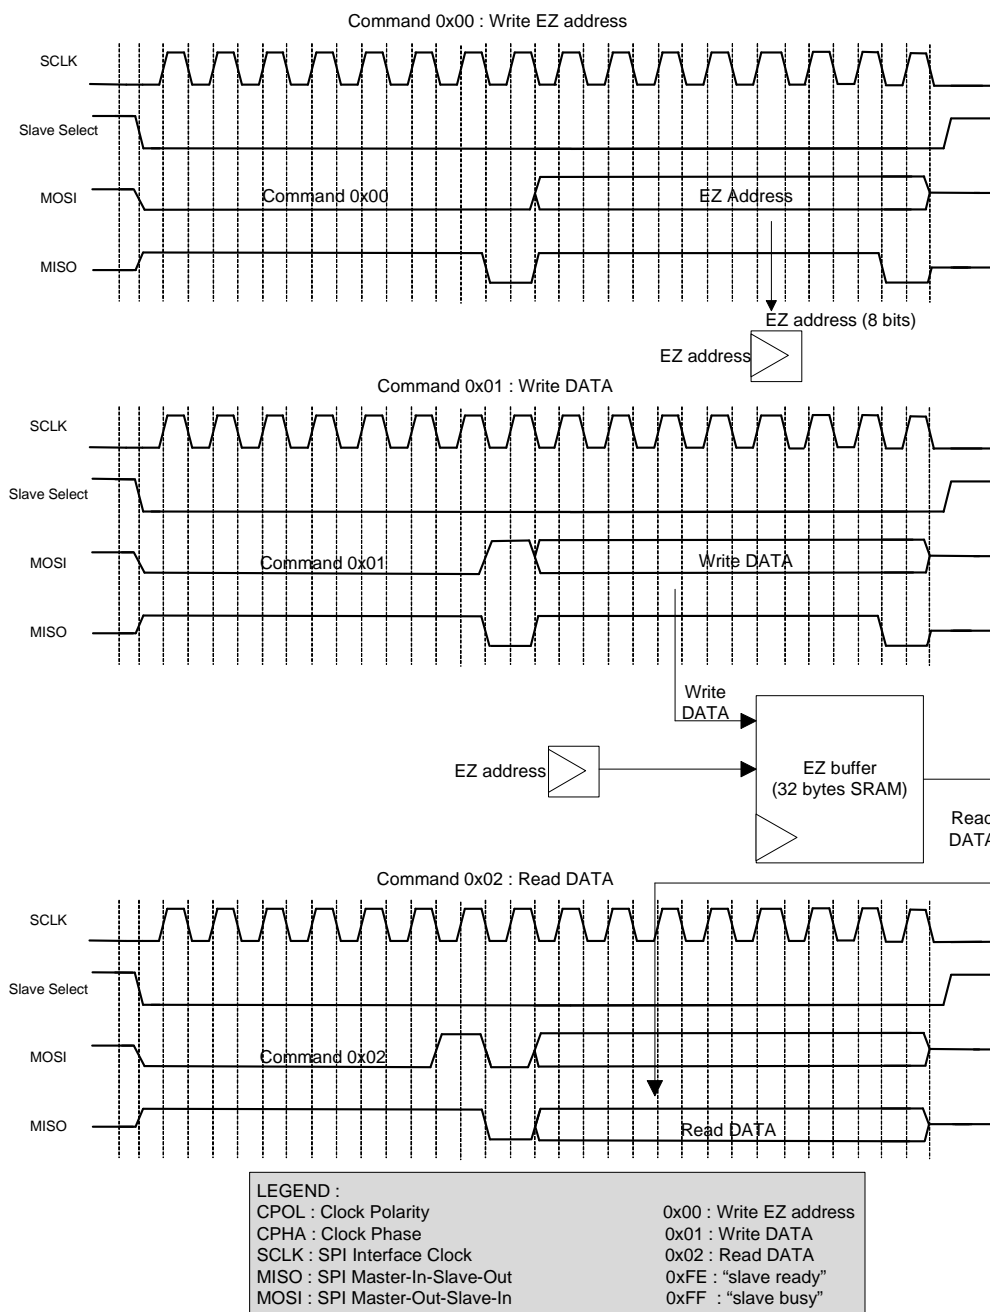 Command 0x00 : Write EZ address
SCLK
Slave Select
MOSI
Command 0x00
EZ Address
MISO
EZ address (8 bits)
EZ address
Command 0x01 : Write DATA
SCLK
Slave Select
MOSI
Command 0x01
Write DATA
MISO
Write
DATA
EZ address
EZ buffer
(32 bytes SRAM)
Read
DATA
Command 0x02 : Read DATA
SCLK
Slave Select
MOSI
Command 0x02
MISO
Read DATA
LEGEND :
CPOL : Clock Polarity
CPHA : Clock Phase
SCLK : SPI Interface Clock
MISO : SPI Master-In-Slave-Out
MOSI : SPI Master-Out-Slave-In
0x00 : Write EZ address
0x01 : Write DATA
0x02 : Read DATA
0xFE : “slave ready”
0xFF : “slave busy”